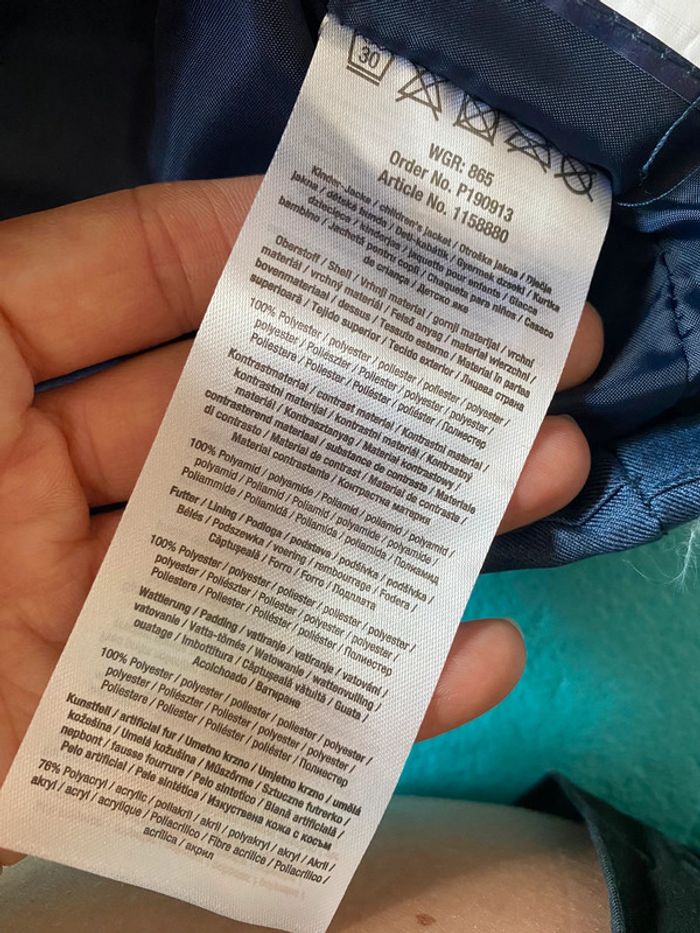 30
WGR: 865
Order No. P190913
Article No. 1158880
Kinder-Jacke / children's jacket / Otroška jakna / Dječja
jakna / dětská bunda / Deti-kabátik / Gyermek dzseki / Kurtka
dziecięca / kinderjas / jaquette pour enfants / Giacca
bambino / Jachetă pentru copii / Chaqueta para niños / Casaco
de criança / Детско яке
Oberstoff / Shell / Vrhnji material / gornji materijal / vrchní
materiál / vrchný materiál / Felső anyag / materiał wierzchni /
bovenmateriaal / dessus / Tessuto esterno / Material în partea
superioară / Tejido superior / Tecido exterior / Лицева страна
100% Polyester / polyester / poliester / poliester / polyester /
polyester / Poliészter / Poliester / polyester / polyester /
Poliestere / Poliester / Poliéster / poliéster / Полиестер
Kontrastmaterial / contrast material / Kontrastni material /
kontrastni materijal / kontrastní materiál / Kontrastný
materiál / Kontrasztanyag / Materiał kontrastowy /
contrasterend materiaal / substance de contraste / Materiale
di contrasto / Material de contrast / Material de contraste /
Material contrastante / Контрастна материя
100% Polyamid / polyamide / Poliamid / poliamid / polyamid /
polyamid / Poliamid / Poliamid / polyamide / polyamide /
Poliammide / Poliamidă / Poliamida / poliamida / Полиамид
Futter / Lining / Podloga / podstava / podšívka / podšívka /
Bélés / Podszewka / voering / rembourrage / Fodera /
Căptușeală / Forro / Forro / Подплата
100% Polyester / polyester / poliester / poliester / polyester /
polyester / Poliészter / Poliester / polyester / polyester /
Poliestere / Poliester / Poliéster / poliéster / Полиестер
Wattierung / Padding / vatiranje / vatiranja / vatování /
vatovanie / Vatta-tömés / Watowanie / wattenvulling /
ouatage / Imbottitura / Căptușeală vătuită / Guata /
Acolchoado / Ватиране
100% Polyester / polyester / poliester / poliester / polyester /
polyester / Poliészter / Poliester / polyester / polyester /
Poliestere / Poliester / Poliéster / poliéster / Полиестер
Kunstfell / artificial fur / Umetno krzno / Umjetno krzno / umělá
kožešina / Umelá kožušina / Műszőrme / Sztuczne futrerko /
nepbont / fausse fourrure / Pelo sintetico / Blană artificială /
Pelo artificial / Pele sintética / Изкуствена кожа с косъм
76% Polyacryl / acrylic / poliakril / akril / polyakryl / akryl / Akril /
akryl / acryl / acrylique / Poliacrilico / Fibre acrilice / Poliacrílico /
acrílica / акрил